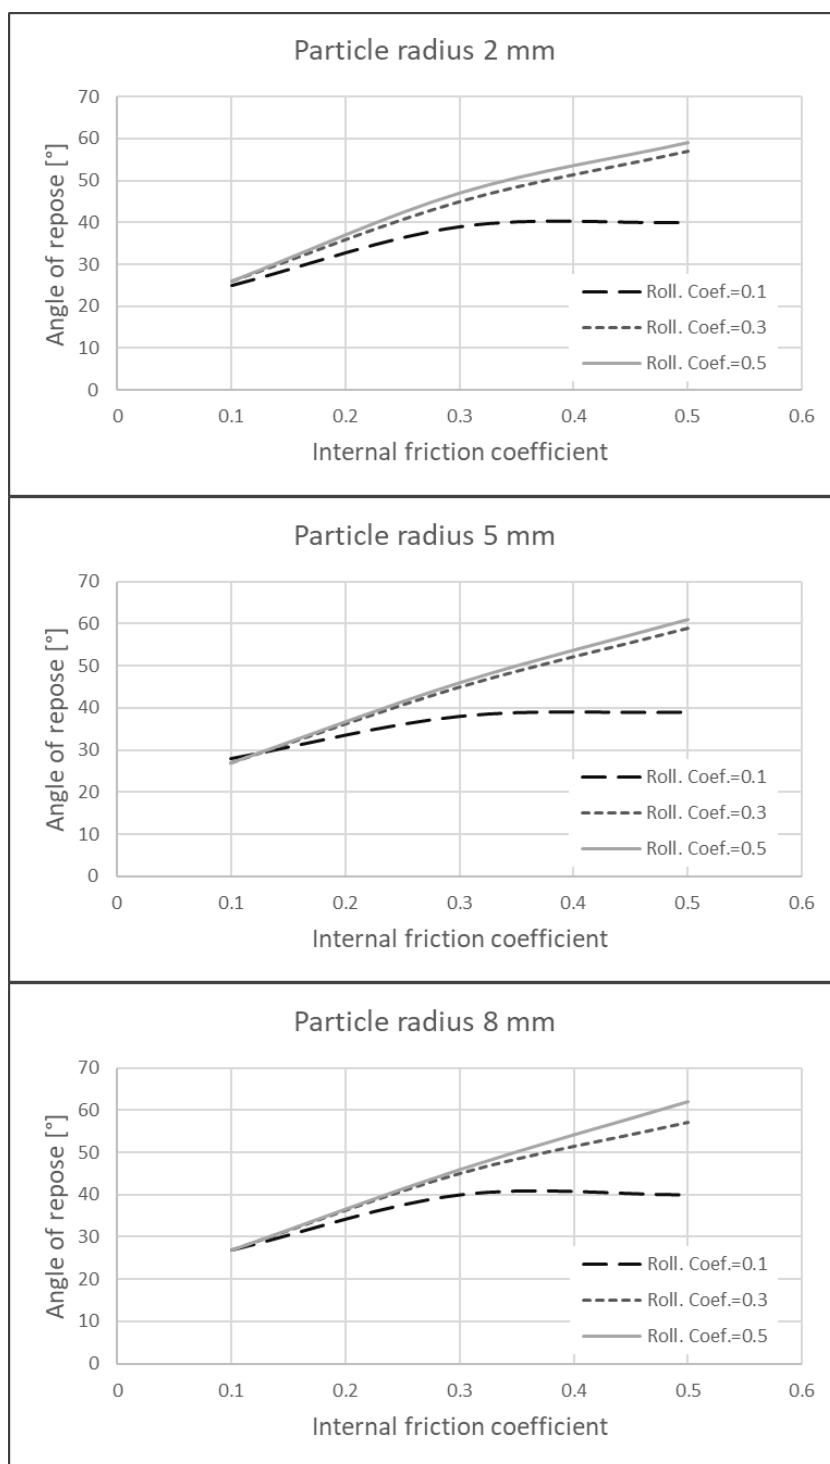 Particle radius 2 mm
Angle of repose [°]
70
60
50
40
30
20
10
0
Roll. Coef.=0.1
Roll. Coef.=0.3
Roll. Coef.=0.5
0 0.1 0.2 0.3 0.4 0.5 0.6
Internal friction coefficient
Particle radius 5 mm
Angle of repose [°]
70
60
50
40
30
20
10
0
Roll. Coef.=0.1
Roll. Coef.=0.3
Roll. Coef.=0.5
0 0.1 0.2 0.3 0.4 0.5 0.6
Internal friction coefficient
Particle radius 8 mm
Angle of repose [°]
70
60
50
40
30
20
10
0
Roll. Coef.=0.1
Roll. Coef.=0.3
Roll. Coef.=0.5
0 0.1 0.2 0.3 0.4 0.5 0.6
Internal friction coefficient